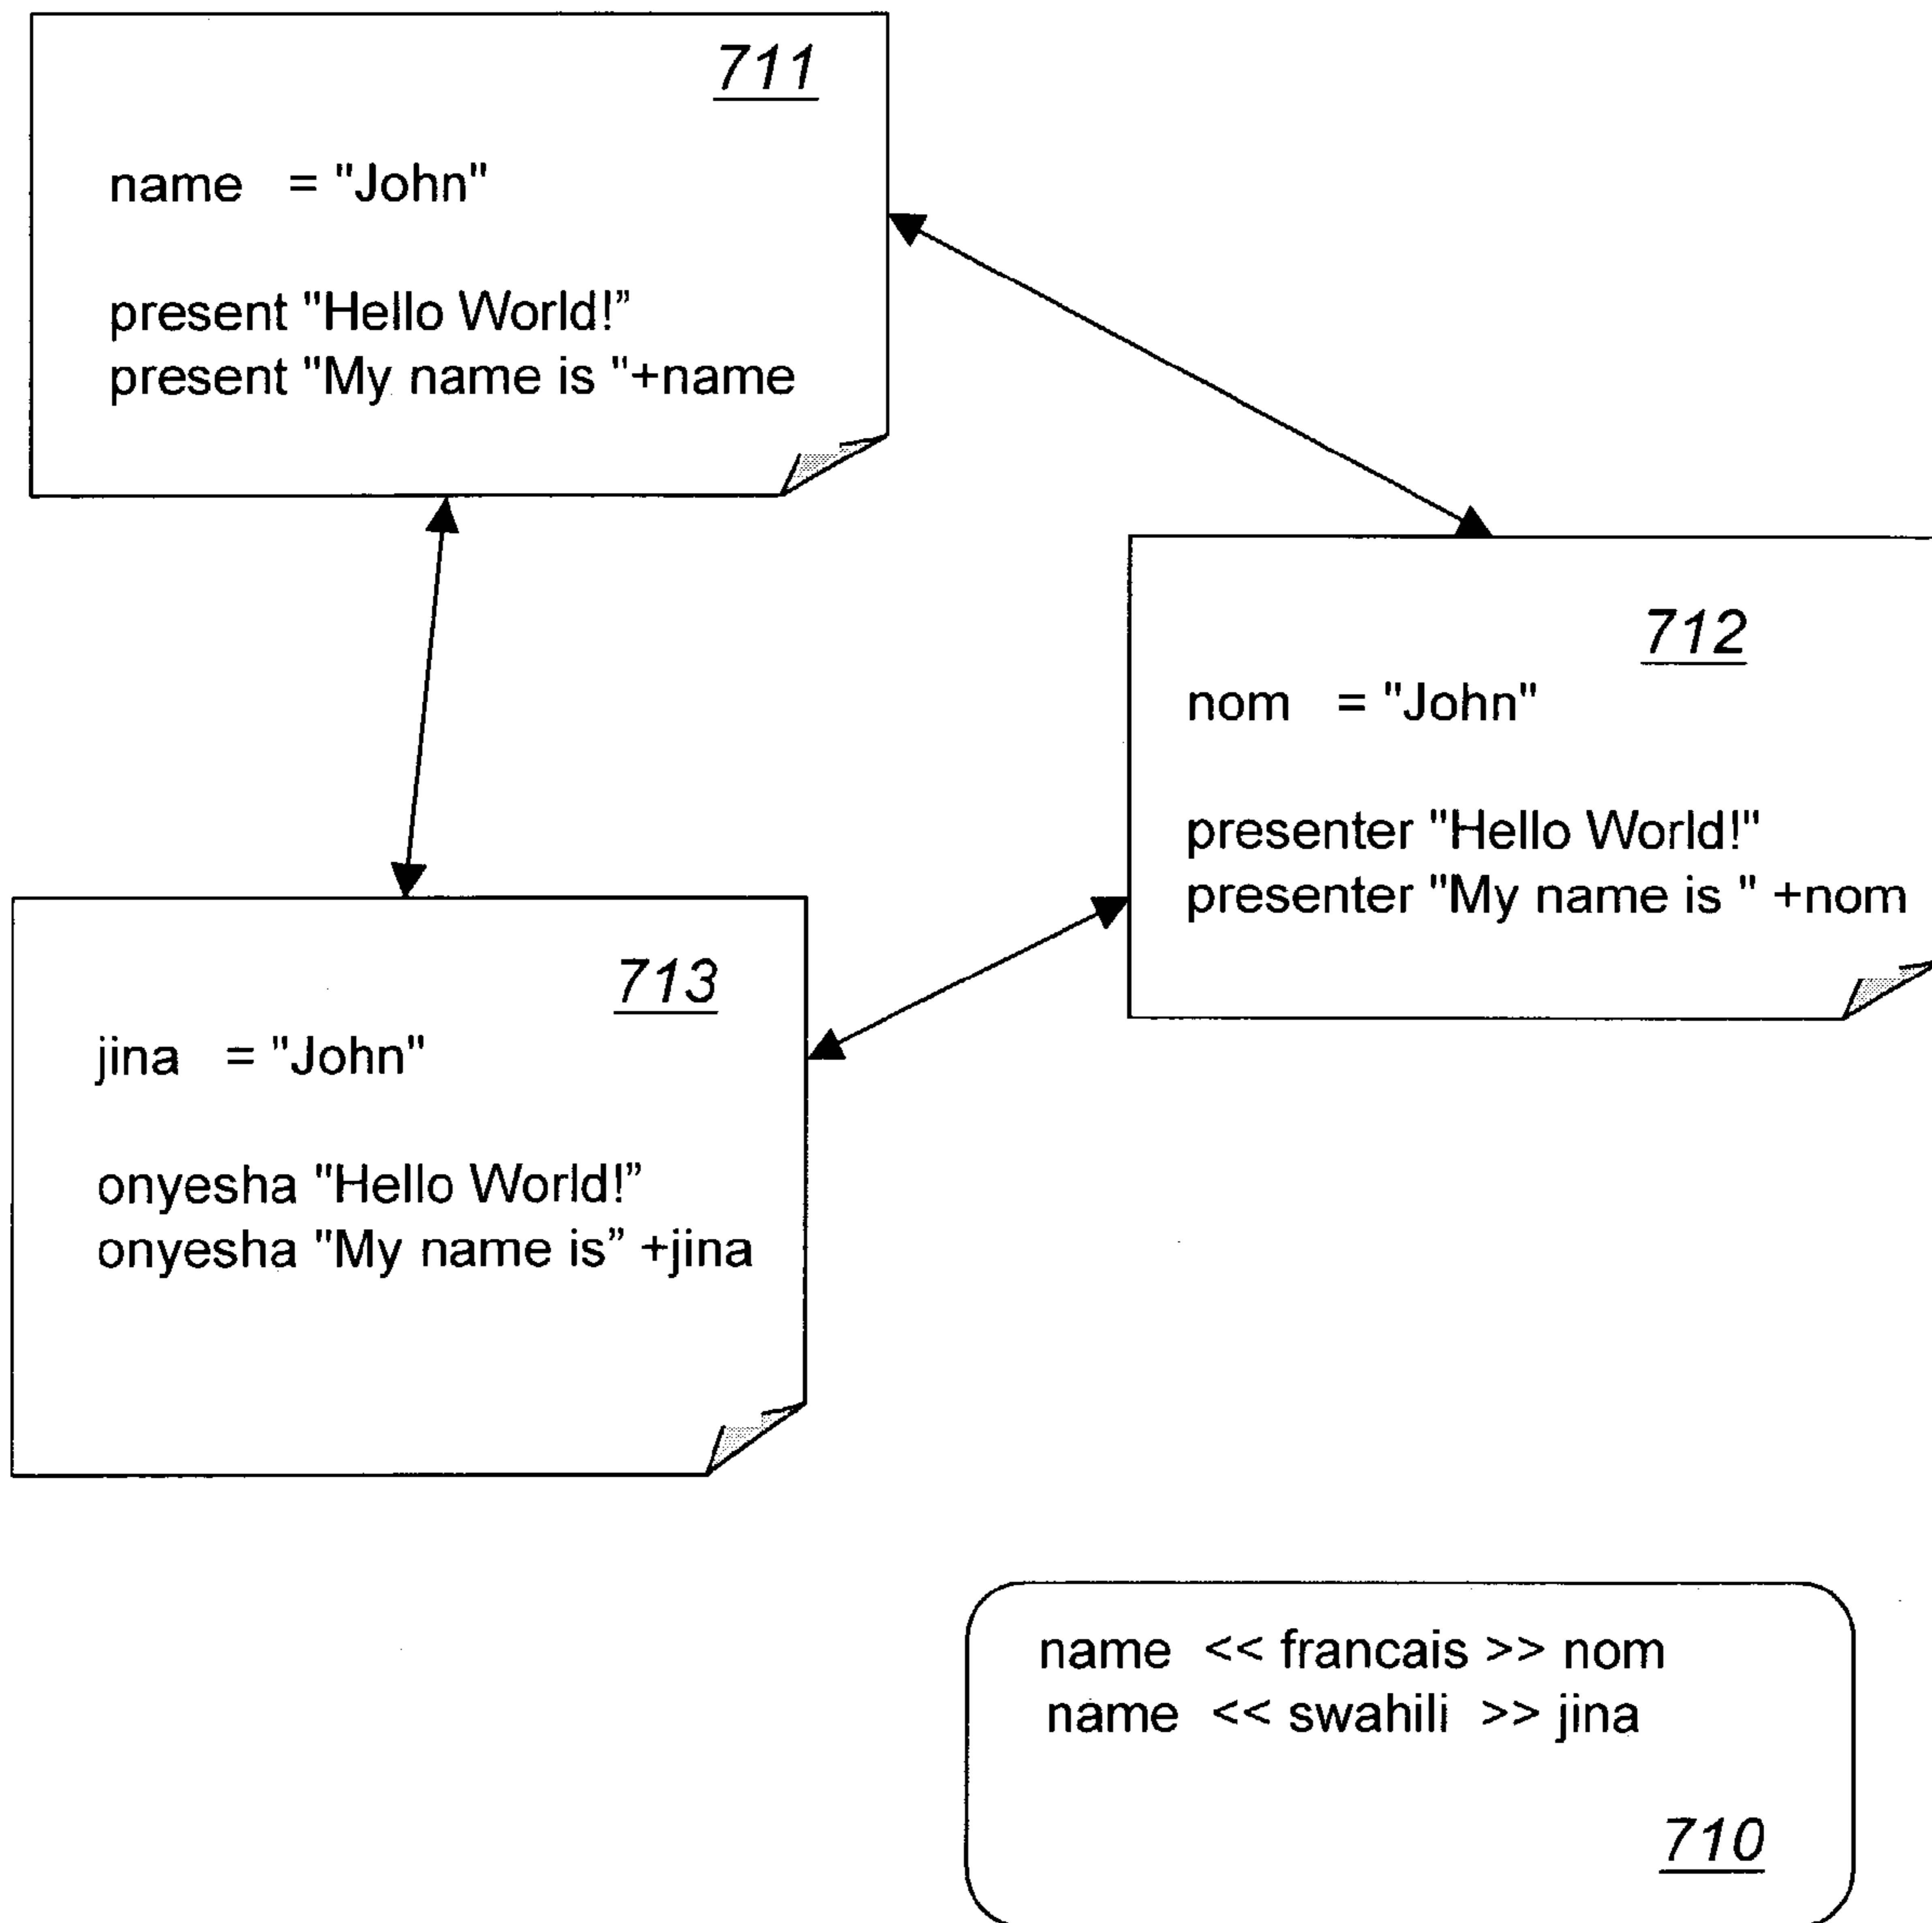 711
name = "John"
present "Hello World!”
present "My name is "+name
712
nom = "John"
presenter "Hello World!"
presenter "My name is " +nom
713
jina = "John"
onyesha "Hello World!”
onyesha "My name is” +jina
name << francais >> nom
name << swahili >> jina
710